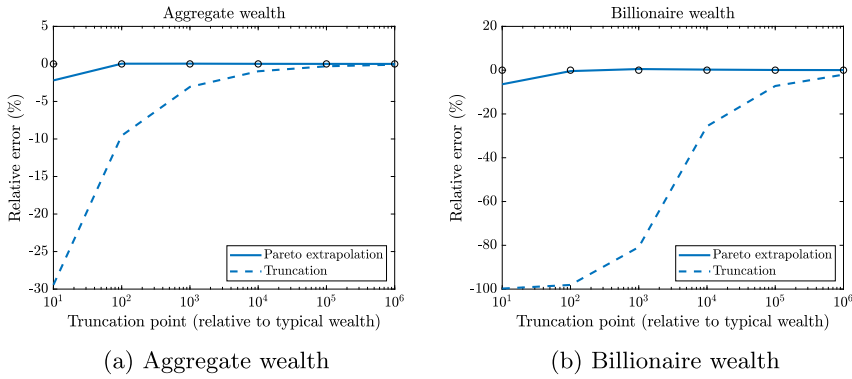 Aggregate wealth
5
0
-5
-10
-15
-20
-25
-30
Relative error (%)
Pareto extrapolation
Truncation
10^1 10^2 10^3 10^4 10^5 10^6
Truncation point (relative to typical wealth)
(a) Aggregate wealth
Billionaire wealth
20
0
-20
-40
-60
-80
-100
Relative error (%)
Pareto extrapolation
Truncation
10^1 10^2 10^3 10^4 10^5 10^6
Truncation point (relative to typical wealth)
(b) Billionaire wealth